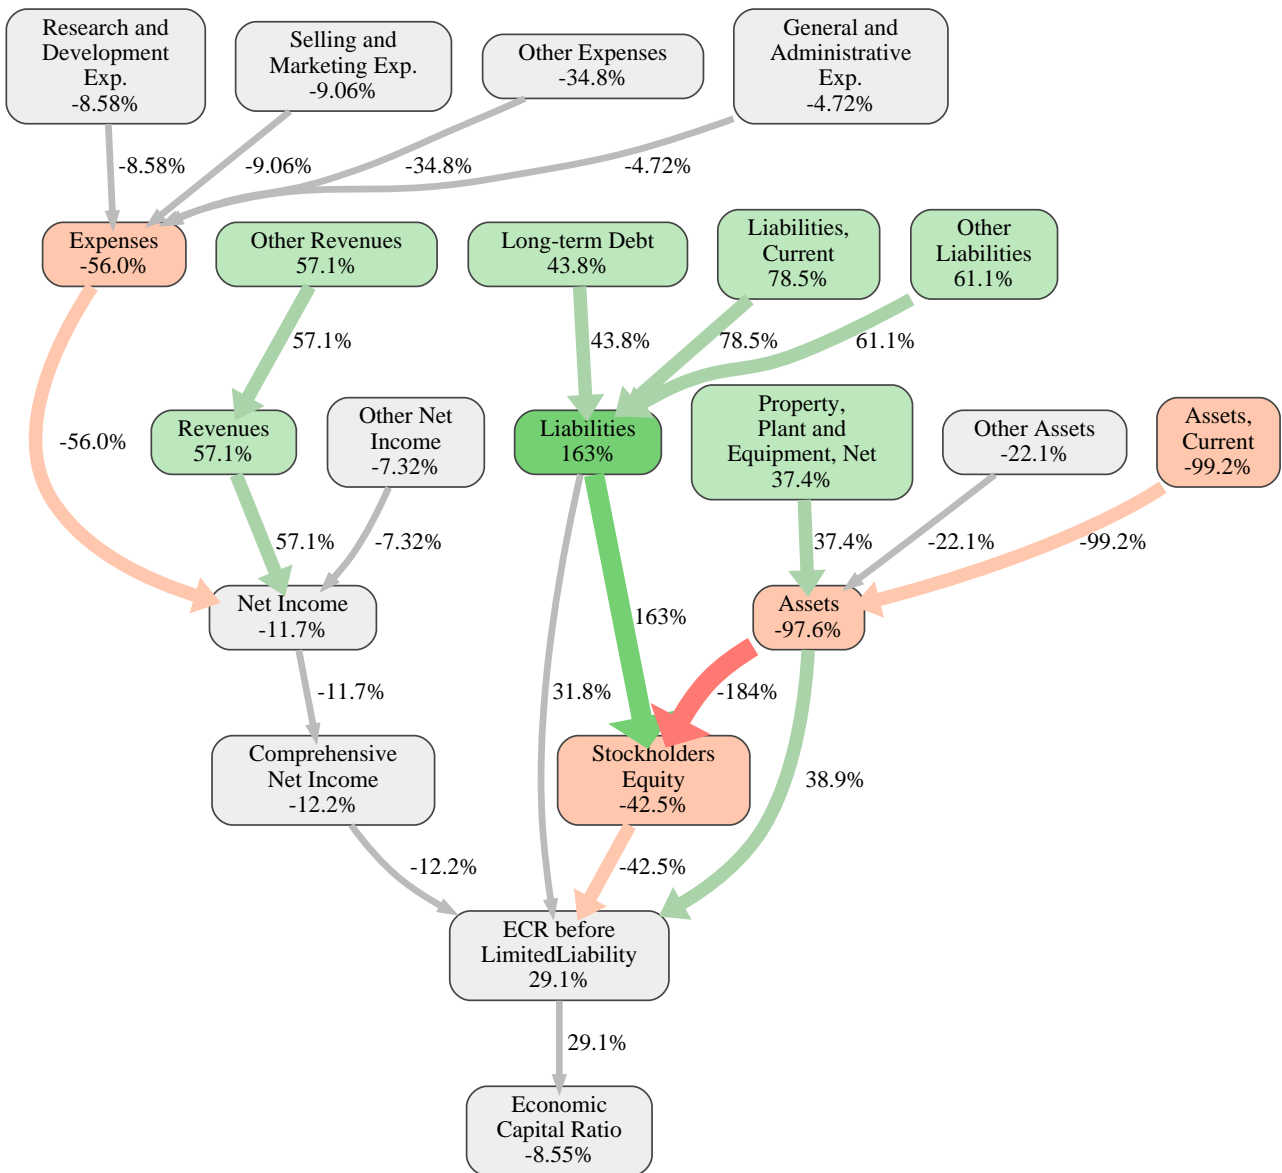 Research and
Development
Exp.
-8.58%
Selling and
Marketing Exp.
-9.06%
Other Expenses
-34.8%
General and
Administrative
Exp.
-4.72%
-8.58%
-9.06%
-34.8%
-4.72%
Expenses
-56.0%
Other Revenues
57.1%
Long-term Debt
43.8%
Liabilities,
Current
78.5%
Other
Liabilities
61.1%
57.1%
43.8%
78.5%
61.1%
-56.0%
Revenues
57.1%
Other Net
Income
-7.32%
Liabilities
163%
Property,
Plant and
Equipment, Net
37.4%
Other Assets
-22.1%
Assets,
Current
-99.2%
57.1%
-7.32%
37.4%
-22.1%
-99.2%
Net Income
-11.7%
163%
Assets
-97.6%
-11.7%
31.8%
-184%
Comprehensive
Net Income
-12.2%
Stockholders
Equity
-42.5%
38.9%
-12.2%
-42.5%
ECR before
LimitedLiability
29.1%
29.1%
Economic
Capital Ratio
-8.55%